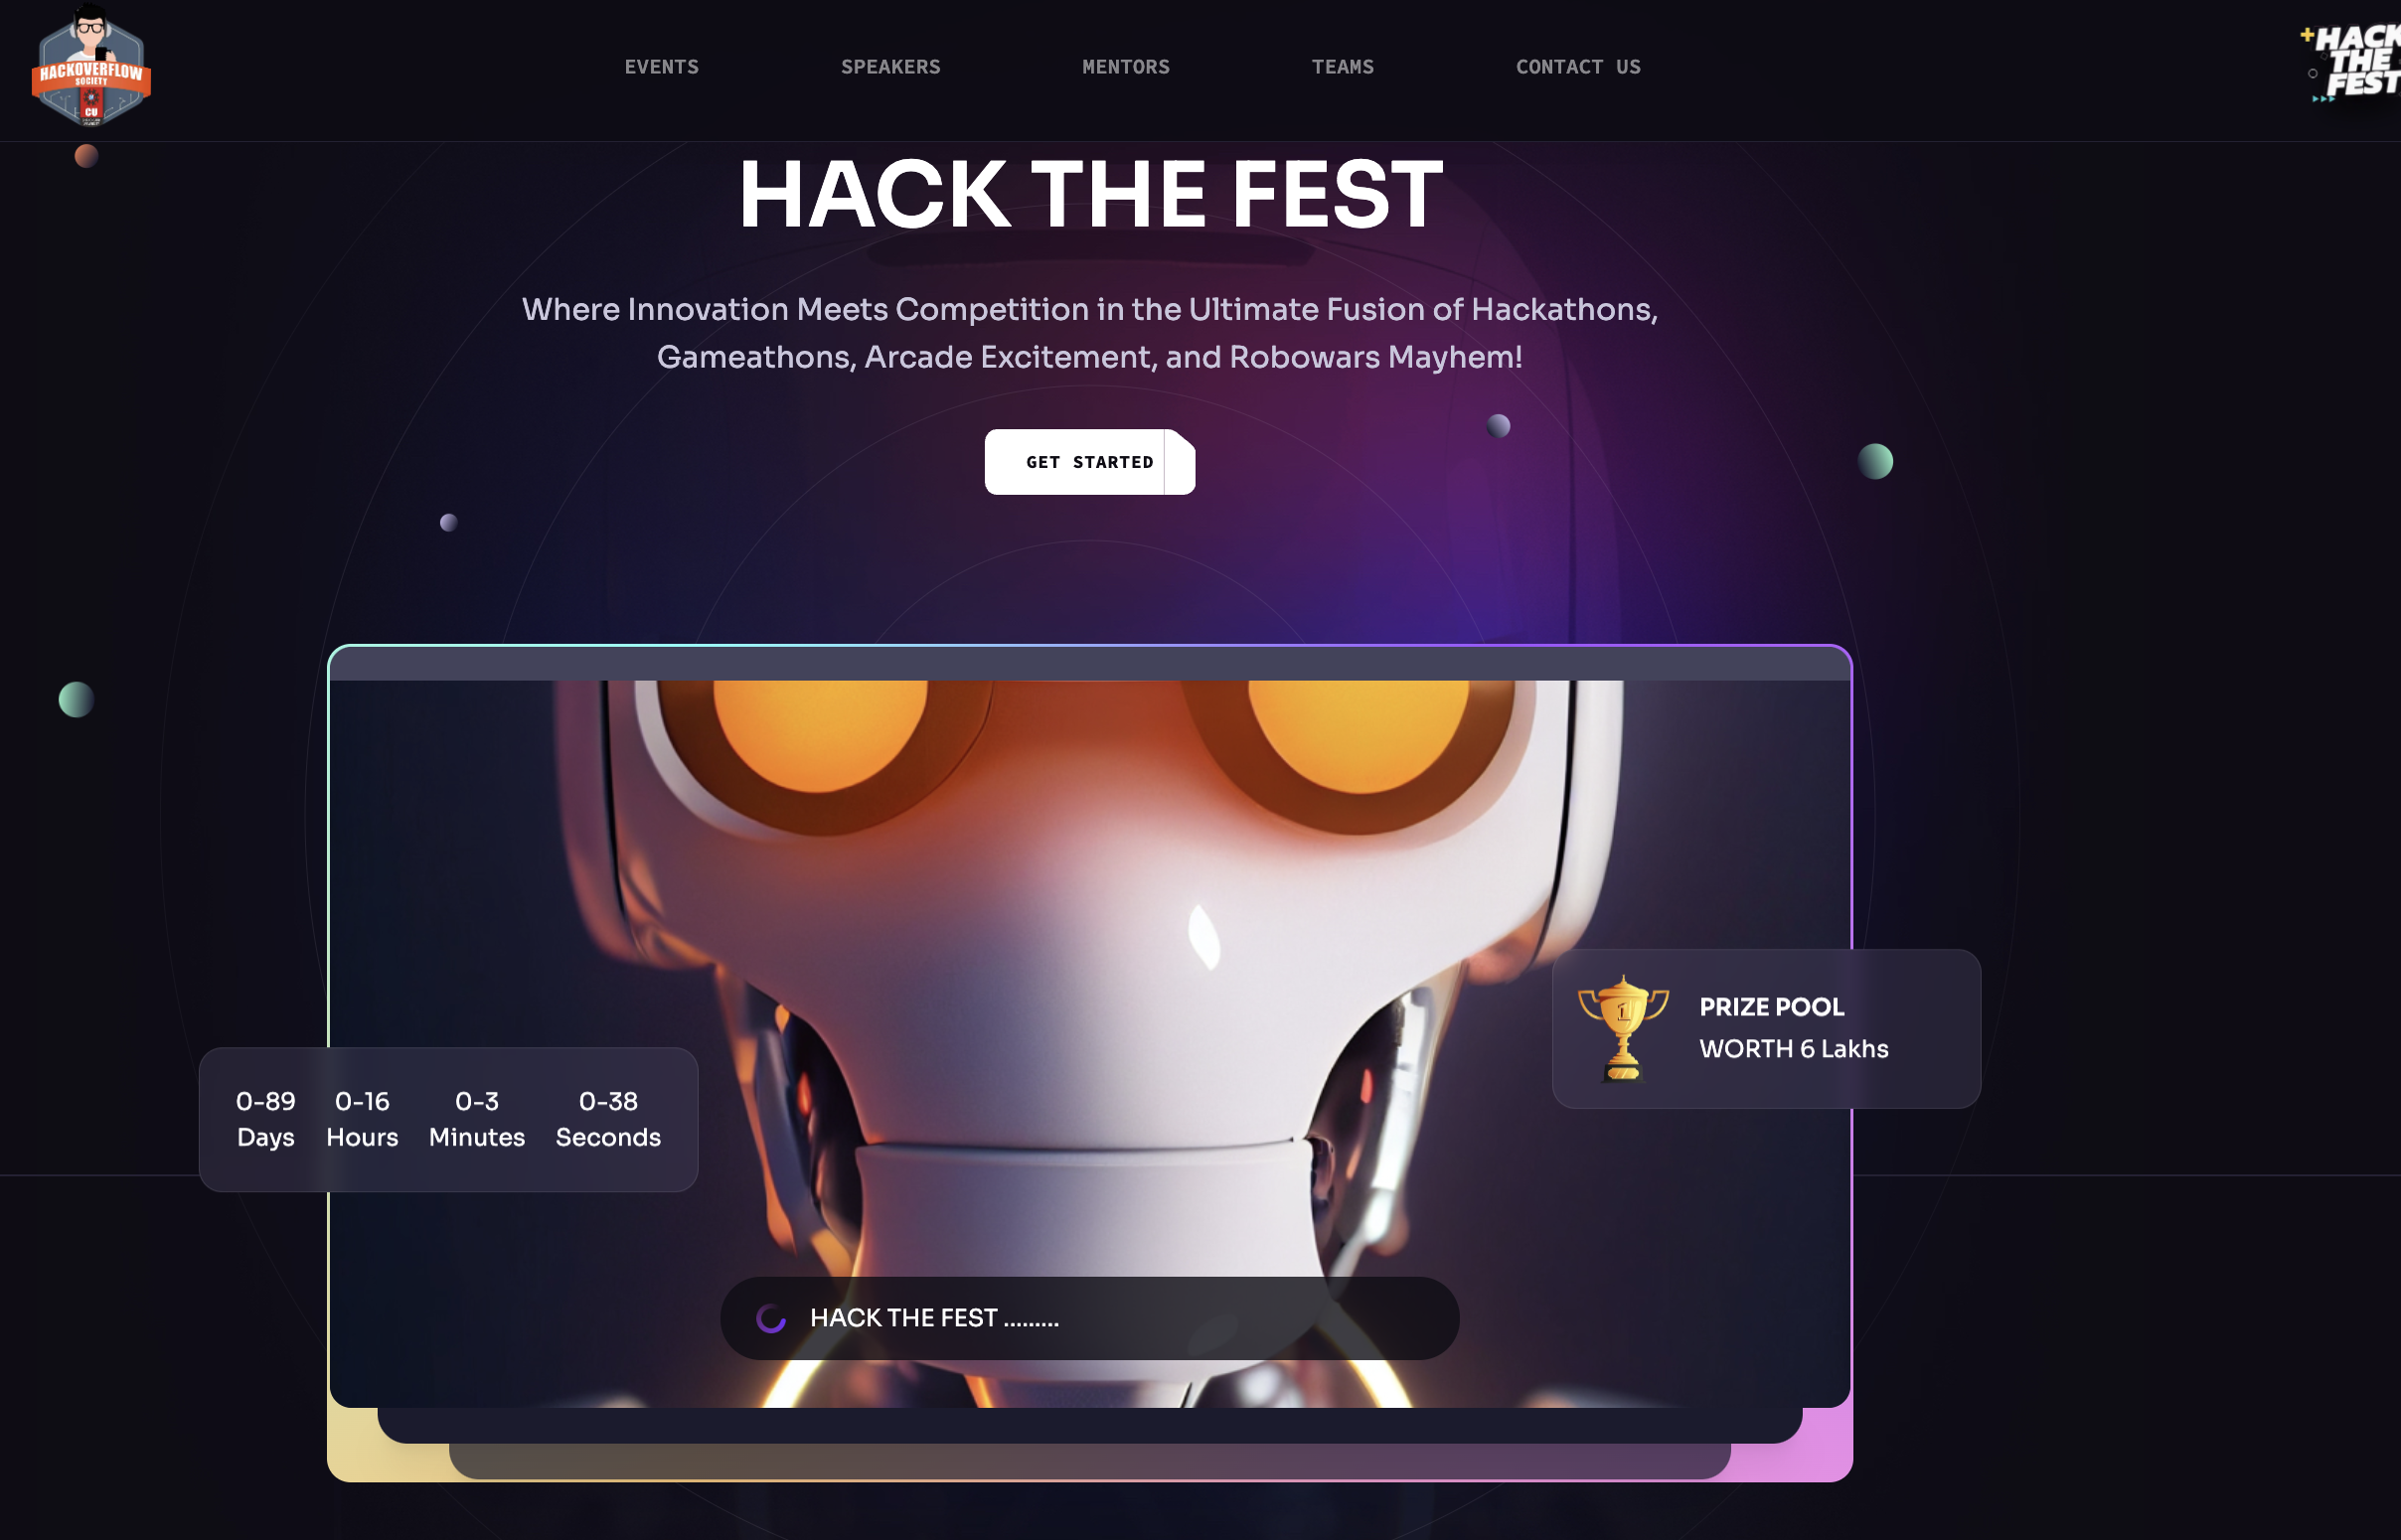 HACKOVERFLOW
SOCIETY
CU
EVENTS
SPEAKERS
MENTORS
TEAMS
CONTACT US
HACK
THE
FEST
HACK THE FEST
Where Innovation Meets Competition in the Ultimate Fusion of Hackathons,
Gameathons, Arcade Excitement, and Robowars Mayhem!
GET STARTED
1
PRIZE POOL
WORTH 6 Lakhs
0-89 0-16 0-3 0-38
Days Hours Minutes Seconds
HACK THE FEST .........